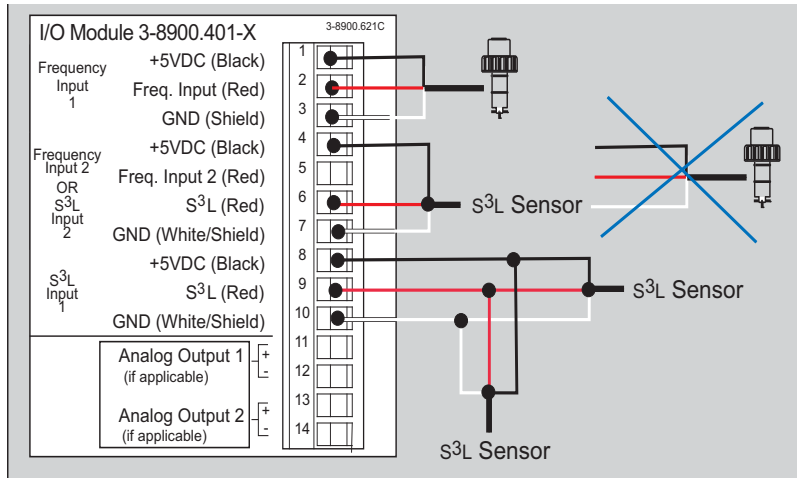 I/O Module 3-8900.401-X
3-8900.621C
Frequency
Input
1
+5VDC (Black)
1
Freq. Input (Red)
2
GND (Shield)
3
Frequency
Input 2
OR
S³L
Input
2
+5VDC (Black)
4
Freq. Input 2 (Red)
5
S³L (Red)
6
GND (White/Shield)
7
S³L Sensor
S³L
Input
1
+5VDC (Black)
8
S³L (Red)
9
GND (White/Shield)
10
S³L Sensor
S³L Sensor
Analog Output 1
(if applicable)
+
-
11
12
Analog Output 2
(if applicable)
+
-
13
14